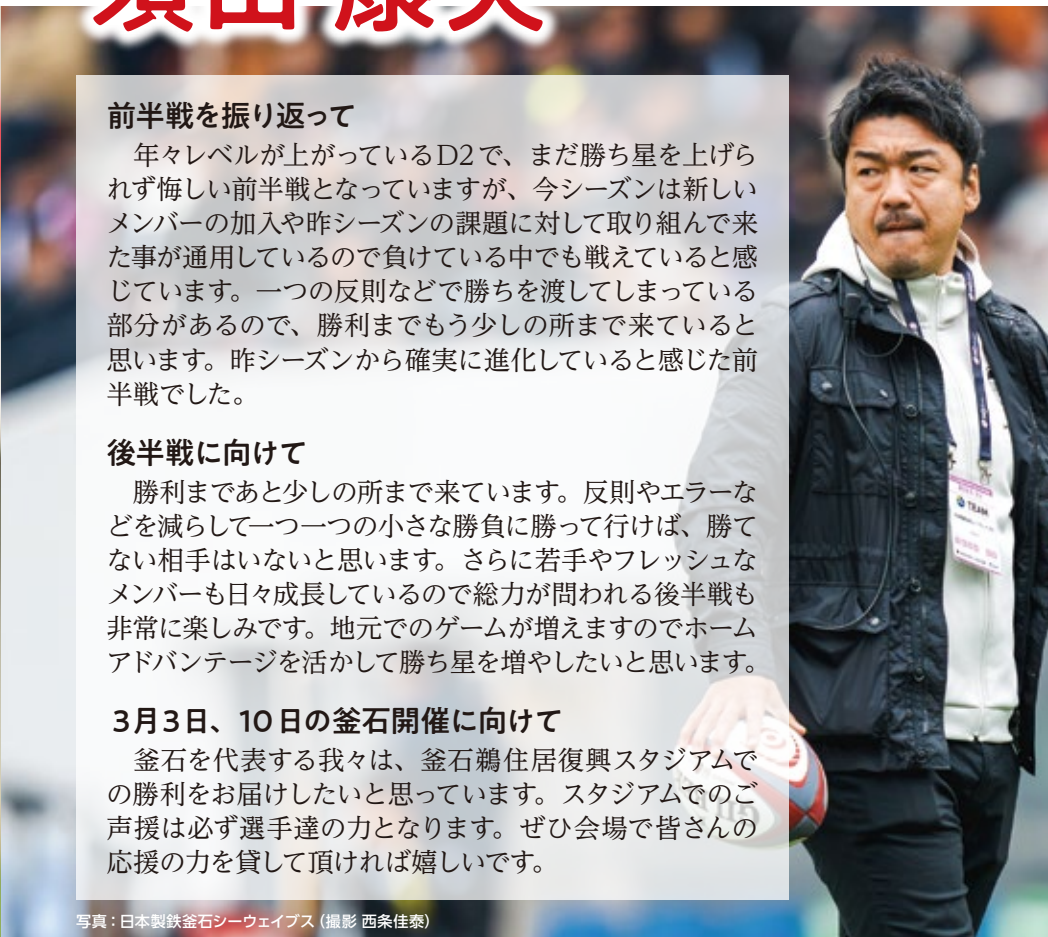 須田 康夫
前半戦を振り返って
　年々レベルが上がっているD2で、まだ勝ち星を上げら
れず悔しい前半戦となっていますが、今シーズンは新しい
メンバーの加入や昨シーズンの課題に対して取り組んで来
た事が通用しているので負けている中でも戦えていると感
じています。一つの反則などで勝ちを渡してしまっている
部分があるので、勝利までもう少しの所まで来ていると
思います。昨シーズンから確実に進化していると感じた前
半戦でした。
後半戦に向けて
　勝利まであと少しの所まで来ています。反則やエラーな
どを減らして一つ一つの小さな勝負に勝って行けば、勝て
ない相手はいないと思います。さらに若手やフレッシュな
メンバーも日々成長しているので総力が問われる後半戦も
非常に楽しみです。地元でのゲームが増えますのでホーム
アドバンテージを活かして勝ち星を増やしたいと思います。
3月3日、10日の釜石開催に向けて
　釜石を代表する我々は、釜石鵜住居復興スタジアムで
の勝利をお届けしたいと思っています。スタジアムでのご
声援は必ず選手達の力となります。ぜひ会場で皆さんの
応援の力を貸して頂ければ嬉しいです。
TEAM
写真：日本製鉄釜石シーウェイブス（撮影 西条佳泰）